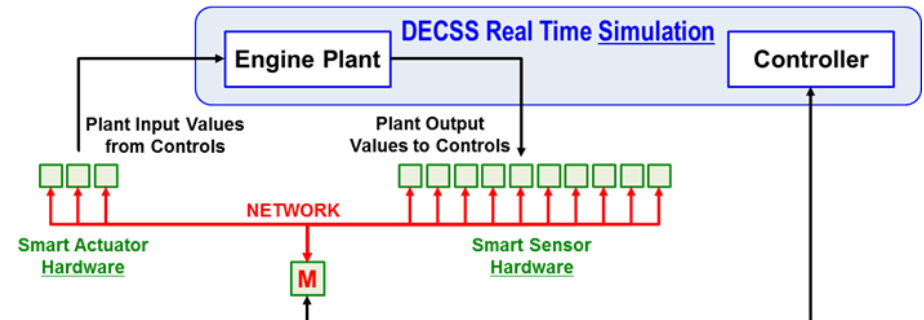 DECSS Real Time Simulation
Engine Plant
Controller
Plant Input Values
from Controls
Plant Output
Values to Controls
NETWORK
Smart Actuator
Hardware
Smart Sensor
Hardware
M